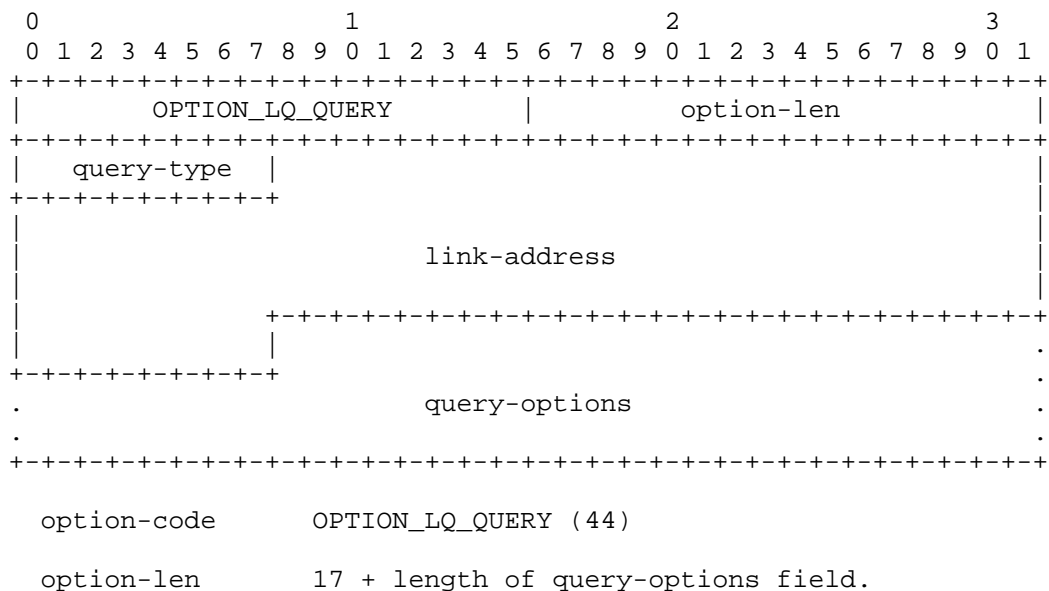 0                   1                   2                   3
 0 1 2 3 4 5 6 7 8 9 0 1 2 3 4 5 6 7 8 9 0 1 2 3 4 5 6 7 8 9 0 1
+-+-+-+-+-+-+-+-+-+-+-+-+-+-+-+-+-+-+-+-+-+-+-+-+-+-+-+-+-+-+-+-+
|        OPTION_LQ_QUERY        |         option-len            |
+-+-+-+-+-+-+-+-+-+-+-+-+-+-+-+-+-+-+-+-+-+-+-+-+-+-+-+-+-+-+-+-+
|   query-type  |                                               |
+-+-+-+-+-+-+-+-+                                               |
|                                                               |
|                         link-address                          |
|                                                               |
|               +-+-+-+-+-+-+-+-+-+-+-+-+-+-+-+-+-+-+-+-+-+-+-+-+
|               |                                               .
+-+-+-+-+-+-+-+-+                                               .
.                         query-options                         .
.                                                               .
+-+-+-+-+-+-+-+-+-+-+-+-+-+-+-+-+-+-+-+-+-+-+-+-+-+-+-+-+-+-+-+-+
option-code      OPTION_LQ_QUERY (44)
option-len       17 + length of query-options field.